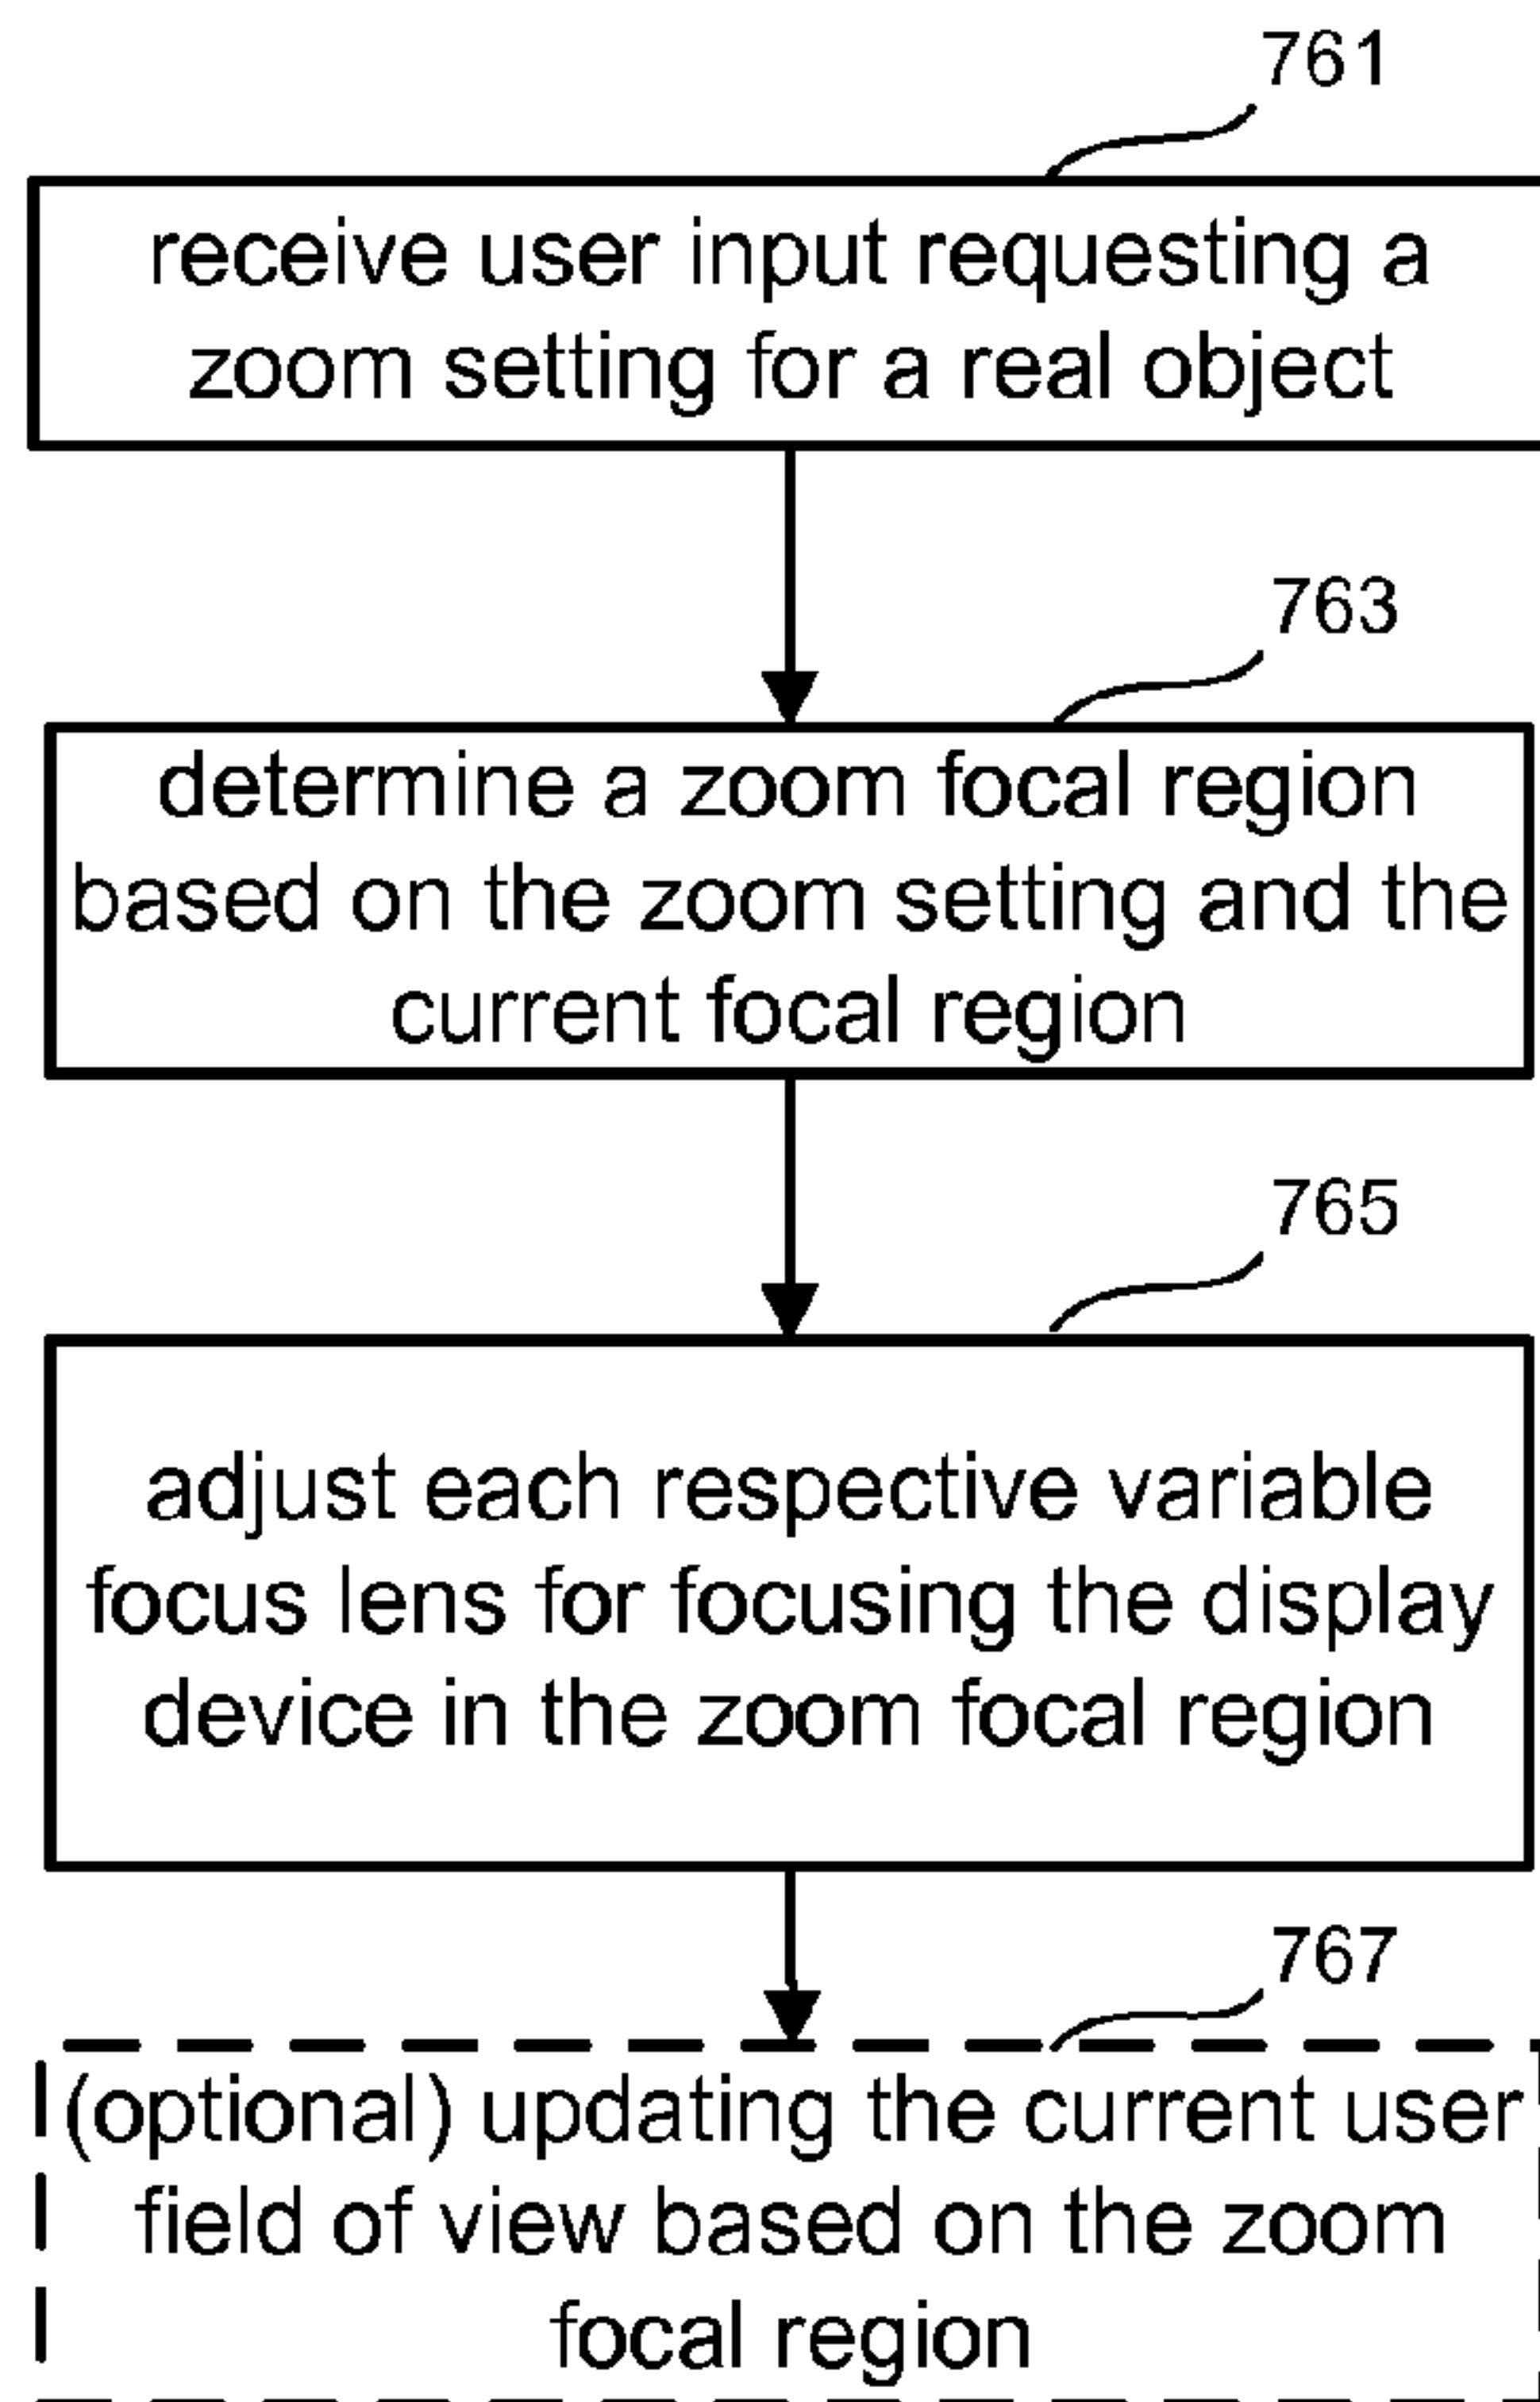 761
receive user input requesting a
zoom setting for a real object
763
determine a zoom focal region
based on the zoom setting and the
current focal region
765
adjust each respective variable
focus lens for focusing the display
device in the zoom focal region
767
(optional) updating the current user
field of view based on the zoom
focal region